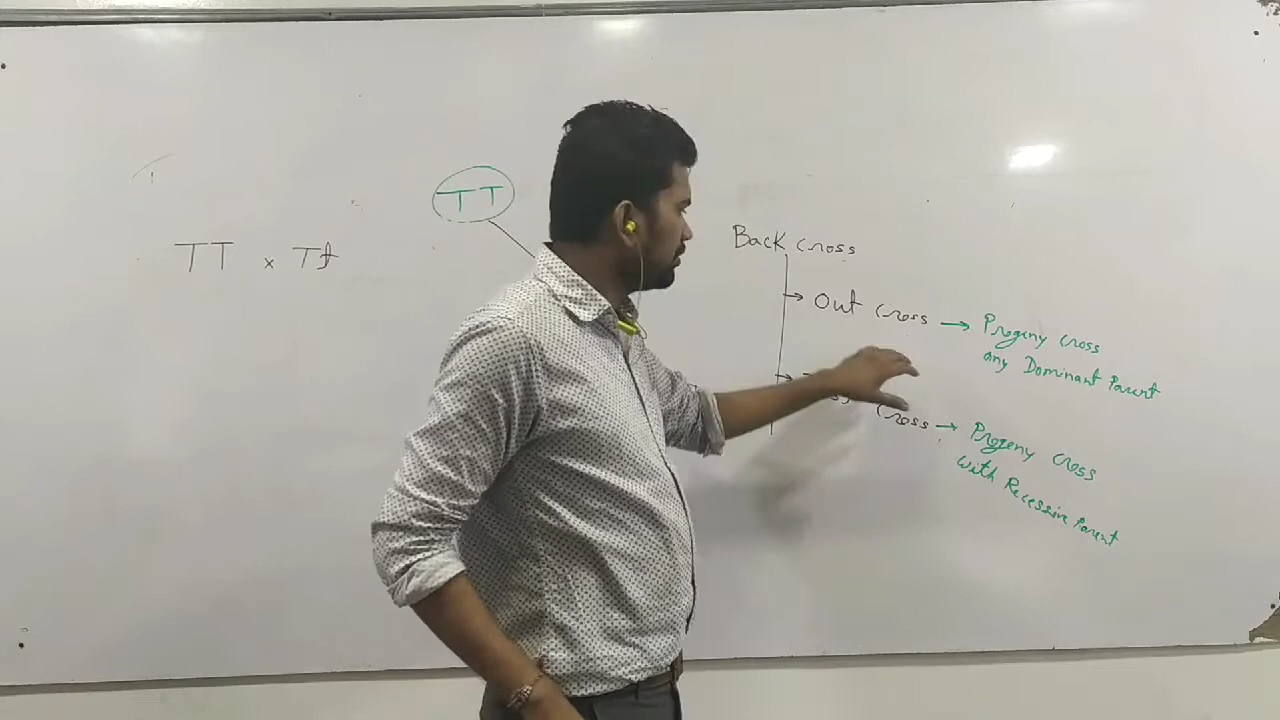 TT
TT x Tt
Back cross
→ Out cross → Progeny cross
any Dominant Parent
→ cross → Progeny cross
with Recessive Parent